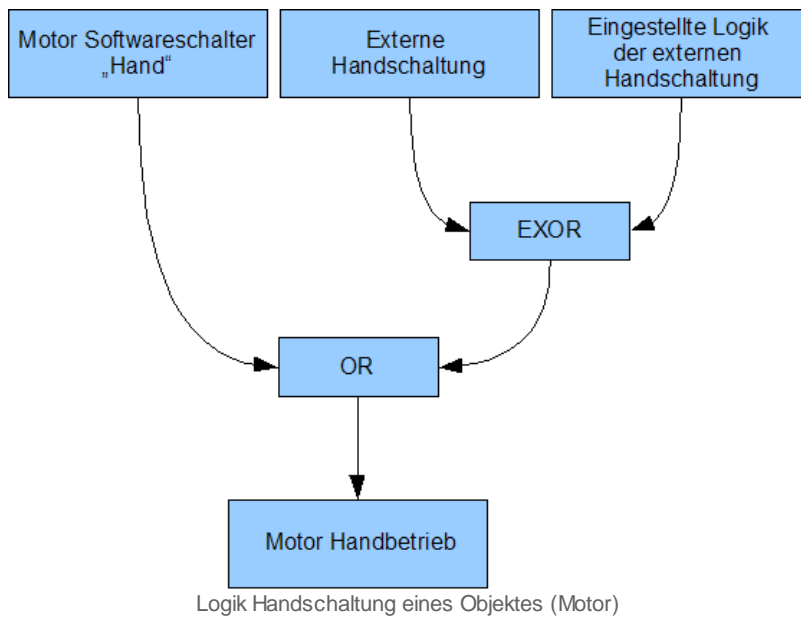 Motor Softwareschalter
„Hand“
Externe
Handschaltung
Eingestellte Logik
der externen
Handschaltung
EXOR
OR
Motor Handbetrieb
Logik Handschaltung eines Objektes (Motor)